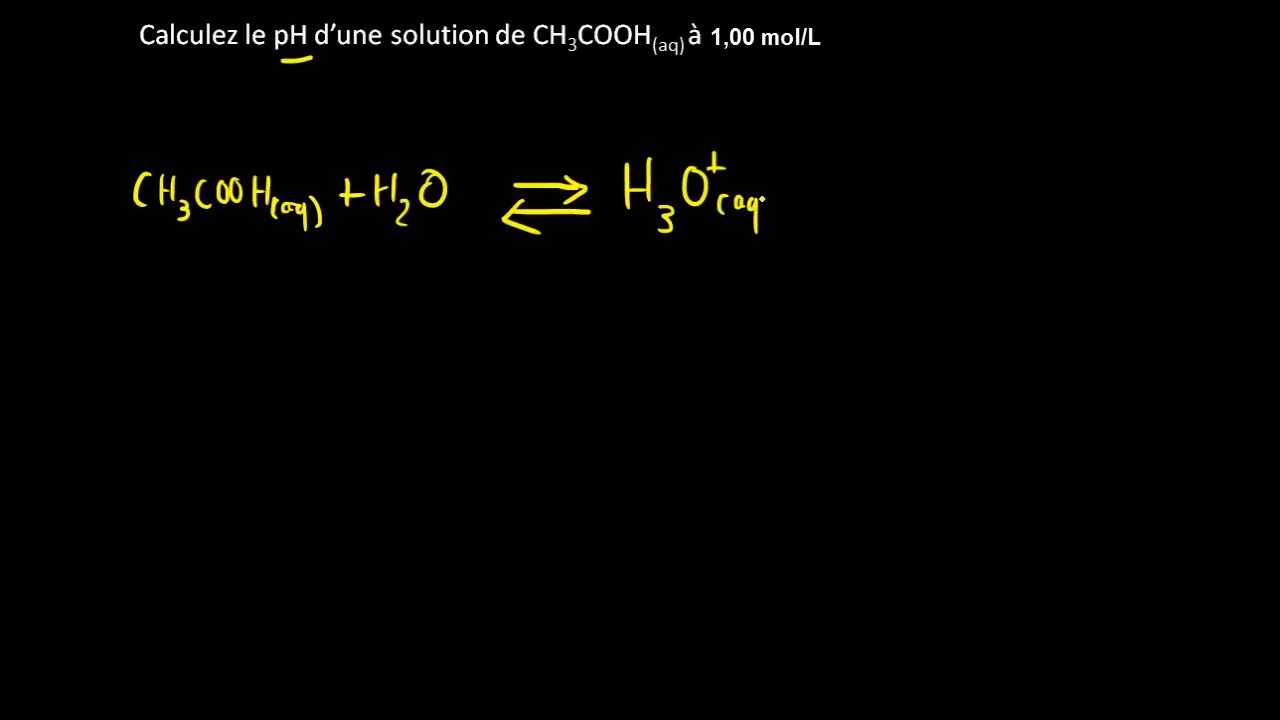 Calculez le pH d’une solution de CH₃COOH₍aq₎ à 1,00 mol/L
CH₃COOH(aq) + H₂O ⇌ H₃O⁺(aq